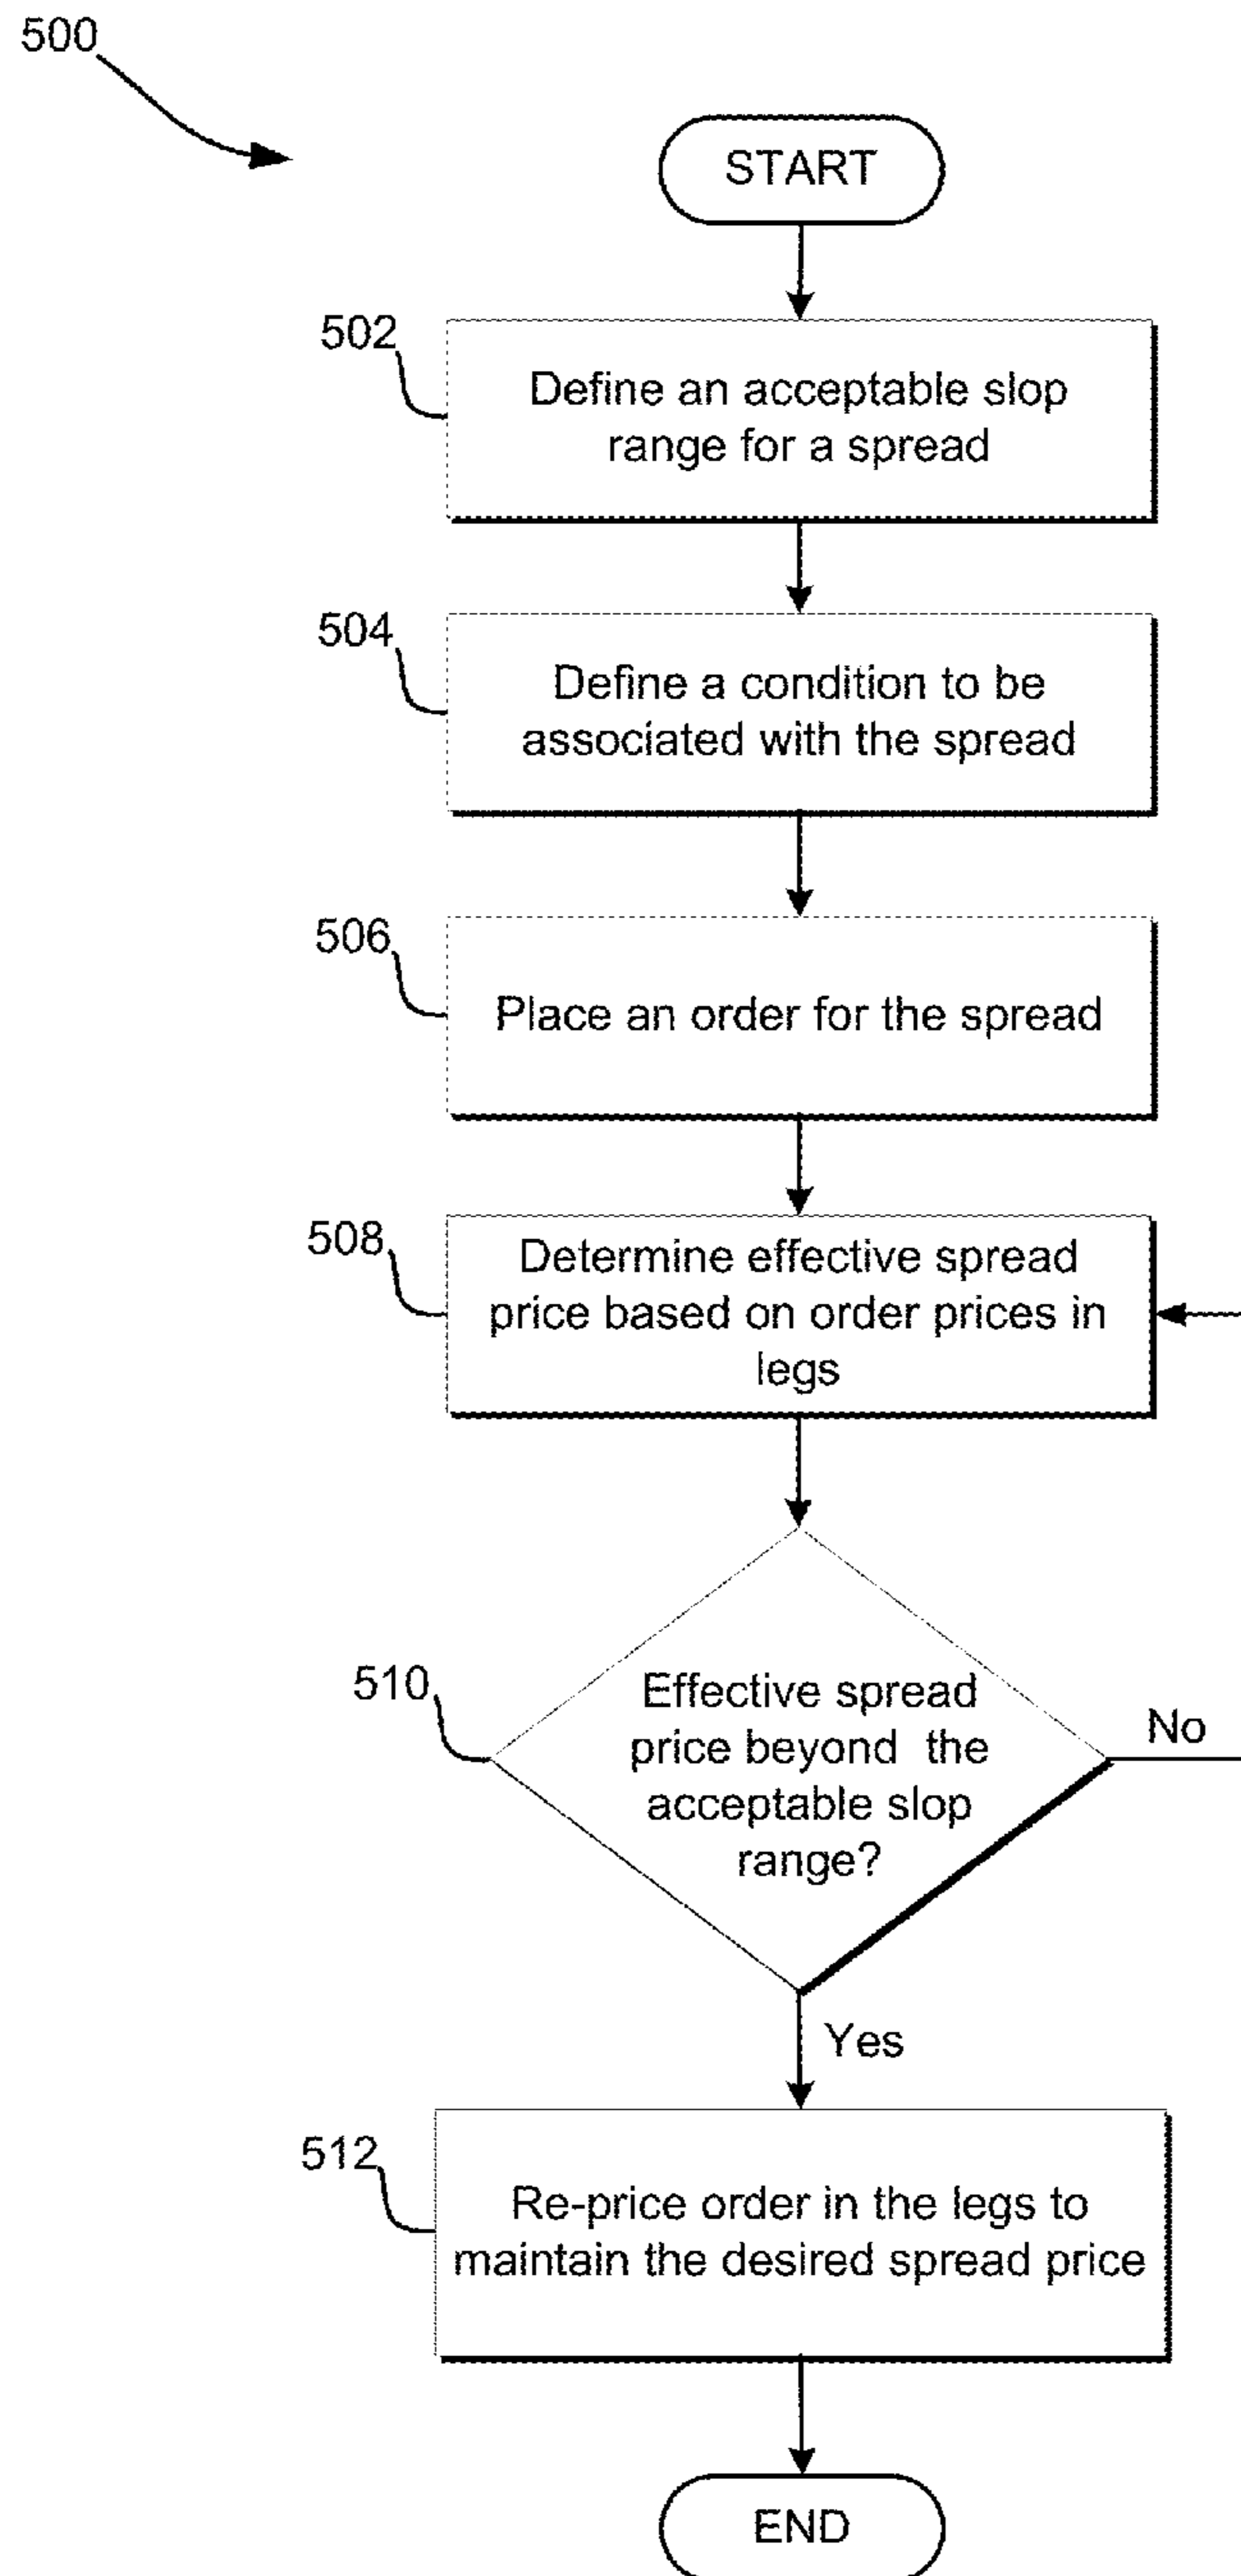 500
START
502
Define an acceptable slop
range for a spread
504
Define a condition to be
associated with the spread
506
Place an order for the spread
508
Determine effective spread
price based on order prices in
legs
510
Effective spread
price beyond the
acceptable slop
range?
No
Yes
512
Re-price order in the legs to
maintain the desired spread price
END